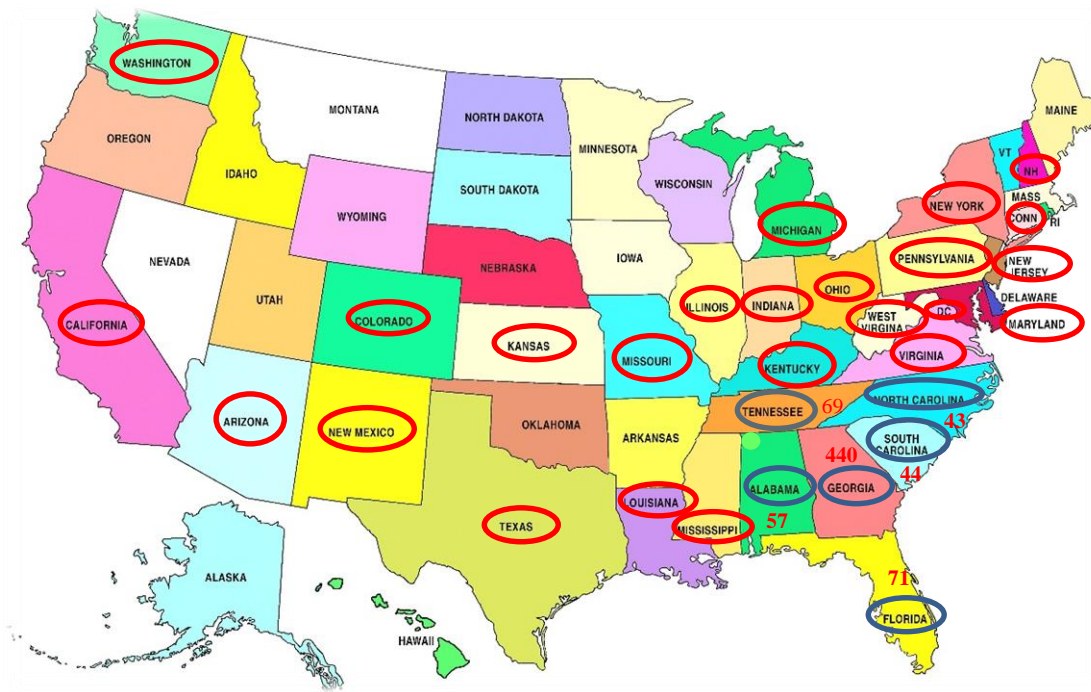 WASHINGTON
MONTANA
NORTH DAKOTA
MINNESOTA
MAINE
OREGON
IDAHO
VT
NH
WISCONSIN
SOUTH DAKOTA
WYOMING
MICHIGAN
NEW YORK
MASS
CONN
RI
NEVADA
NEBRASKA
IOWA
PENNSYLVANIA
NEW
JERSEY
UTAH
COLORADO
ILLINOIS
INDIANA
OHIO
DELAWARE
CALIFORNIA
KANSAS
MISSOURI
WEST
VIRGINA
DC
MARYLAND
KENTUCKY
VIRGINIA
ARIZONA
NEW MEXICO
OKLAHOMA
ARKANSAS
TENNESSEE
69
NORTH CAROLINA
43
SOUTH
CAROLINA
44
440
GEORGIA
ALABAMA
57
MISSISSIPPI
LOUISIANA
TEXAS
71
FLORIDA
ALASKA
HAWAII